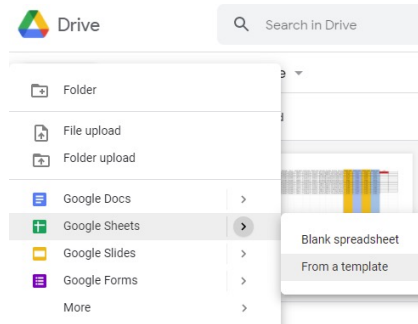 Drive
Search in Drive
Folder
File upload
Folder upload
Google Docs
Google Sheets
Google Slides
Google Forms
More
Blank spreadsheet
From a template